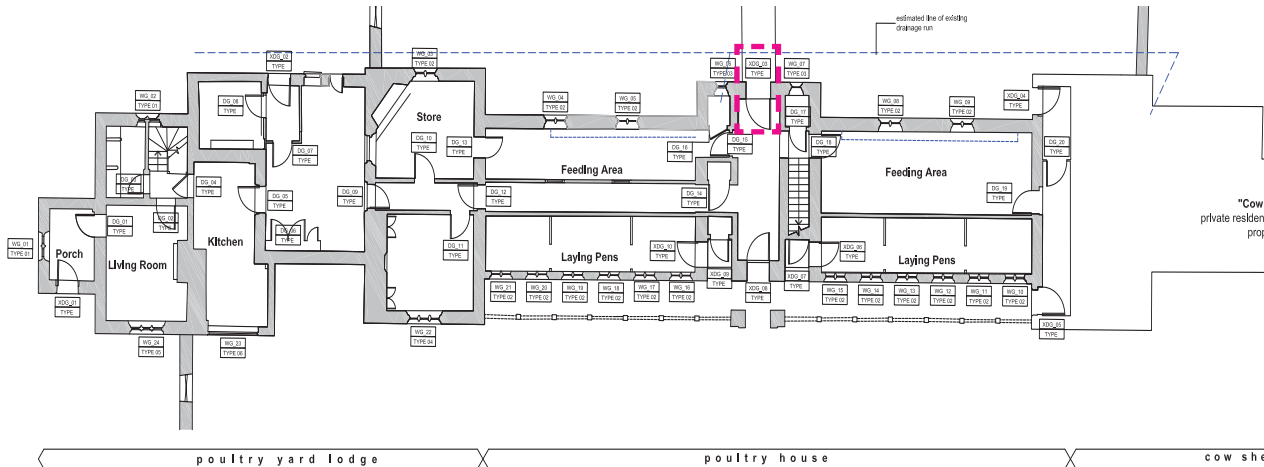 estimated line of existing
drainage run
XDG_02
TYPE
WG_03
TYPE 02
WG_06
TYPE 03
XDG_03
TYPE
WG_07
TYPE 03
WG_02
TYPE 01
DG_08
TYPE
WG_04
TYPE 02
WG_05
TYPE 02
WG_08
TYPE 02
WG_09
TYPE 02
XDG_04
TYPE
DG_17
TYPE
Store
DG_10
TYPE
DG_13
TYPE
DG_15
TYPE
DG_16
TYPE
DG_18
TYPE
DG_07
TYPE
DG_20
TYPE
Feeding Area
Feeding Area
DG_03
TYPE
DG_04
TYPE
DG_05
TYPE
DG_09
TYPE
DG_12
TYPE
DG_14
TYPE
DG_19
TYPE
"Cow
private residen
prop
DG_01
TYPE
DG_02
TYPE
DG_06
TYPE
WG_01
TYPE 01
Porch
Living Room
Kitchen
DG_11
TYPE
Laying Pens
XDG_10
TYPE
XDG_06
TYPE
Laying Pens
XDG_09
TYPE
XDG_07
TYPE
XDG_01
TYPE
WG_21
TYPE 02
WG_20
TYPE 02
WG_19
TYPE 02
WG_18
TYPE 02
WG_17
TYPE 02
WG_16
TYPE 02
XDG_08
TYPE
WG_15
TYPE 02
WG_14
TYPE 02
WG_13
TYPE 02
WG_12
TYPE 02
WG_11
TYPE 02
WG_10
TYPE 02
XDG_05
TYPE
WG_24
TYPE 05
WG_23
TYPE 06
WG_22
TYPE 04
poultry yard lodge
poultry house
cow she